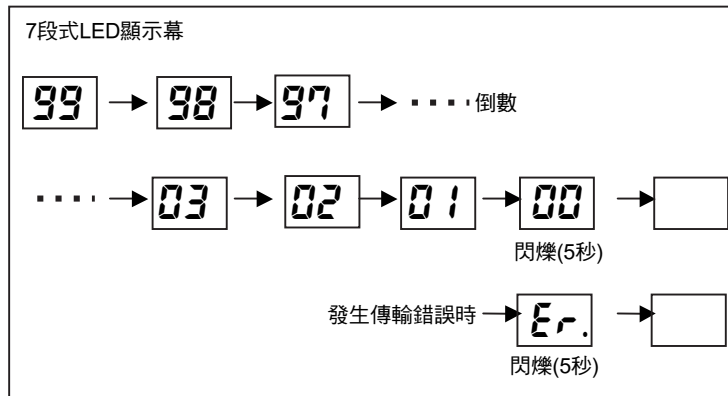 7段式LED顯示幕
99 98 97 ····倒數
···· 03 02 01 00
閃爍(5秒)
發生傳輸錯誤時 Er.
閃爍(5秒)